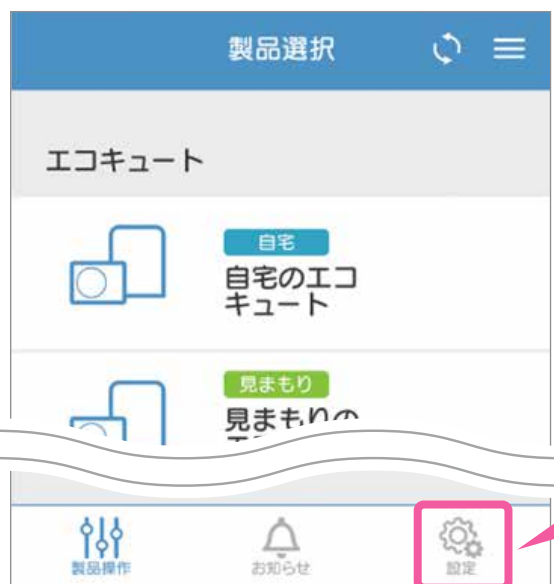 製品選択
エコキュート
自宅
自宅のエコ
キュート
見まもり
見まもりの
製品操作
お知らせ
設定